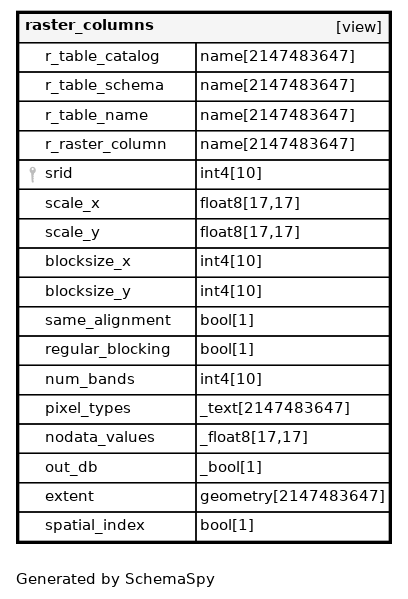 raster_columns [view]
r_table_catalog name[2147483647]
r_table_schema name[2147483647]
r_table_name name[2147483647]
r_raster_column name[2147483647]
srid int4[10]
scale_x float8[17,17]
scale_y float8[17,17]
blocksize_x int4[10]
blocksize_y int4[10]
same_alignment bool[1]
regular_blocking bool[1]
num_bands int4[10]
pixel_types _text[2147483647]
nodata_values _float8[17,17]
out_db _bool[1]
extent geometry[2147483647]
spatial_index bool[1]
Generated by SchemaSpy